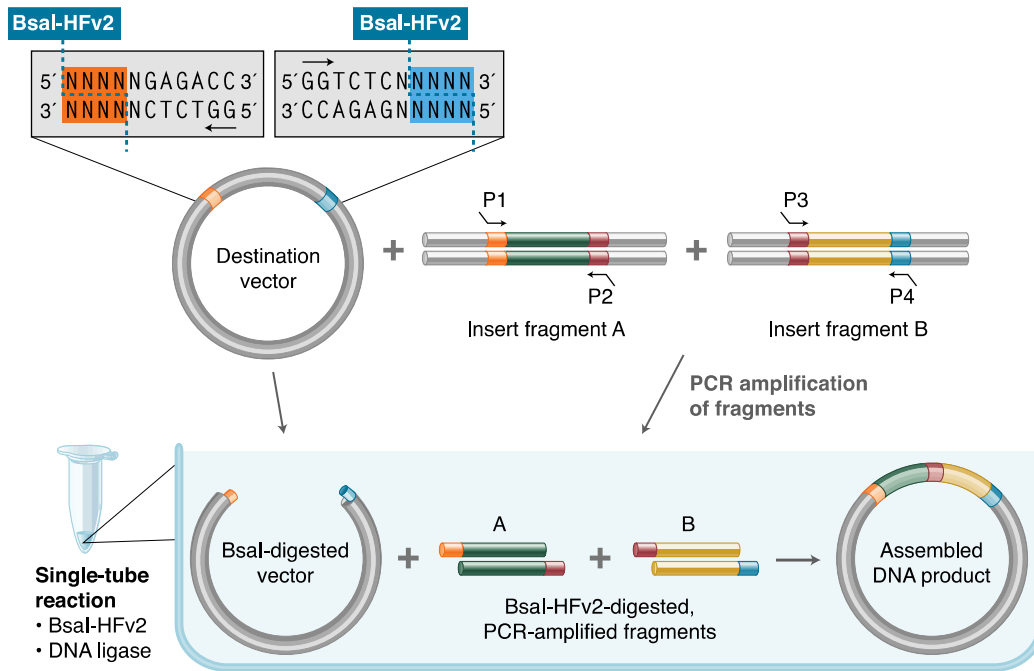 BsaI-HFv2
BsaI-HFv2
5´ NNNNNGAGACC 3´
3´ NNNNNCTCTGG 5´
5´ GGTCTCNNNNN 3´
3´ CCAGAGNNNNN 5´
Destination
vector
+
P1
P2
Insert fragment A
+
P3
P4
Insert fragment B
PCR amplification
of fragments
Single-tube
reaction
• BsaI-HFv2
• DNA ligase
BsaI-digested
vector
+
A
+
B
BsaI-HFv2-digested,
PCR-amplified fragments
Assembled
DNA product